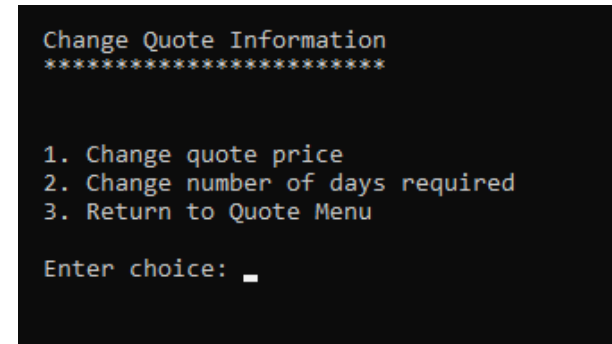 Change Quote Information
************************
1. Change quote price
2. Change number of days required
3. Return to Quote Menu
Enter choice: